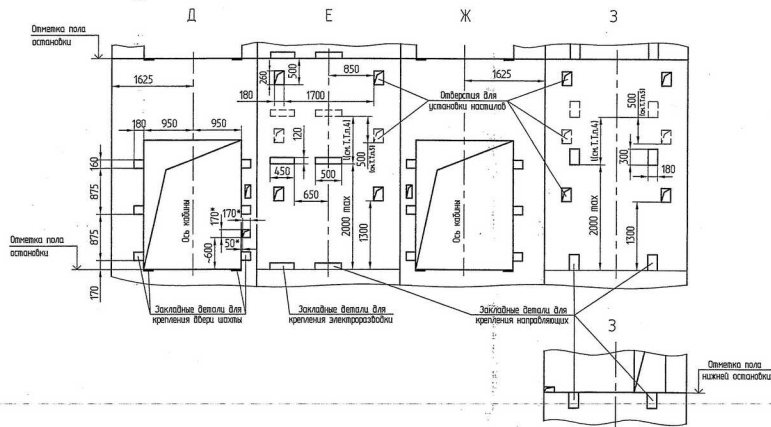 Д Е Ж З
Отметка пола
остановки
1625
180
260
500
850
1700
1625
Отверстия для
установки настилов
180
950
950
120
500
(см.Т.Т.п.5)
l(см.Т.Т.п.4)
500
(см.Т.Т.п.5)
l(см.Т.Т.п.4)
300
180
160
450
500
875
650
170*
170*
Ось кабины
2000 max
1300
Ось кабины
2000 max
1300
875
~600
50*
Отметка пола
остановки
170
Закладные детали для
крепления двери шахты
Закладные детали для
крепления электроразводки
Закладные детали для
крепления направляющих
З
Отметка пола
нижней остановки